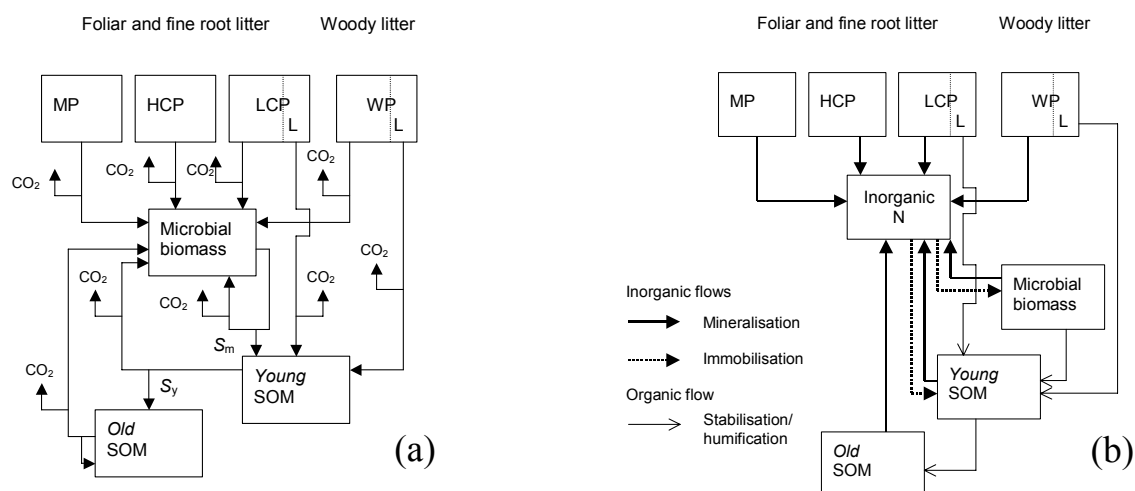 Foliar and fine root litter
Woody litter
MP
HCP
LCP
L
WP
L
CO₂
CO₂
CO₂
CO₂
CO₂
Microbial
biomass
CO₂
CO₂
CO₂
CO₂
Sₘ
Young
SOM
CO₂
Sy
Old
SOM
(a)
Foliar and fine root litter
Woody litter
MP
HCP
LCP
L
WP
L
Inorganic
N
Microbial
biomass
Inorganic flows
Mineralisation
Immobilisation
Organic flow
Stabilisation/
humification
Young
SOM
Old
SOM
(b)